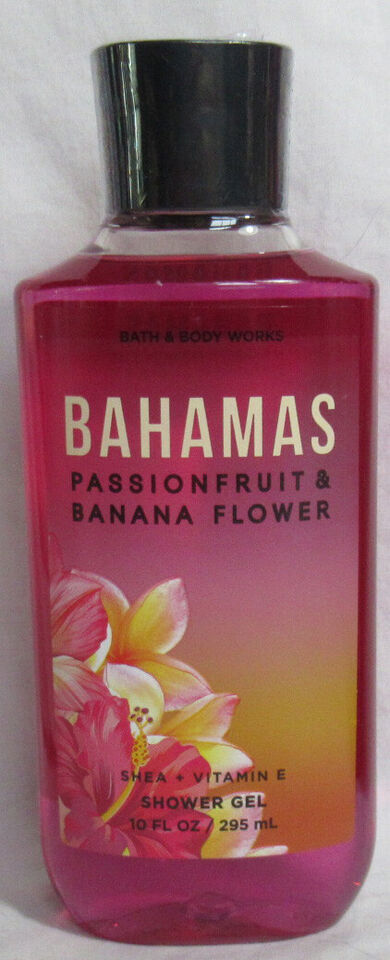 BATH & BODY WORKS
BAHAMAS
PASSIONFRUIT &
BANANA FLOWER
SHEA + VITAMIN E
SHOWER GEL
10 FL OZ / 295 mL